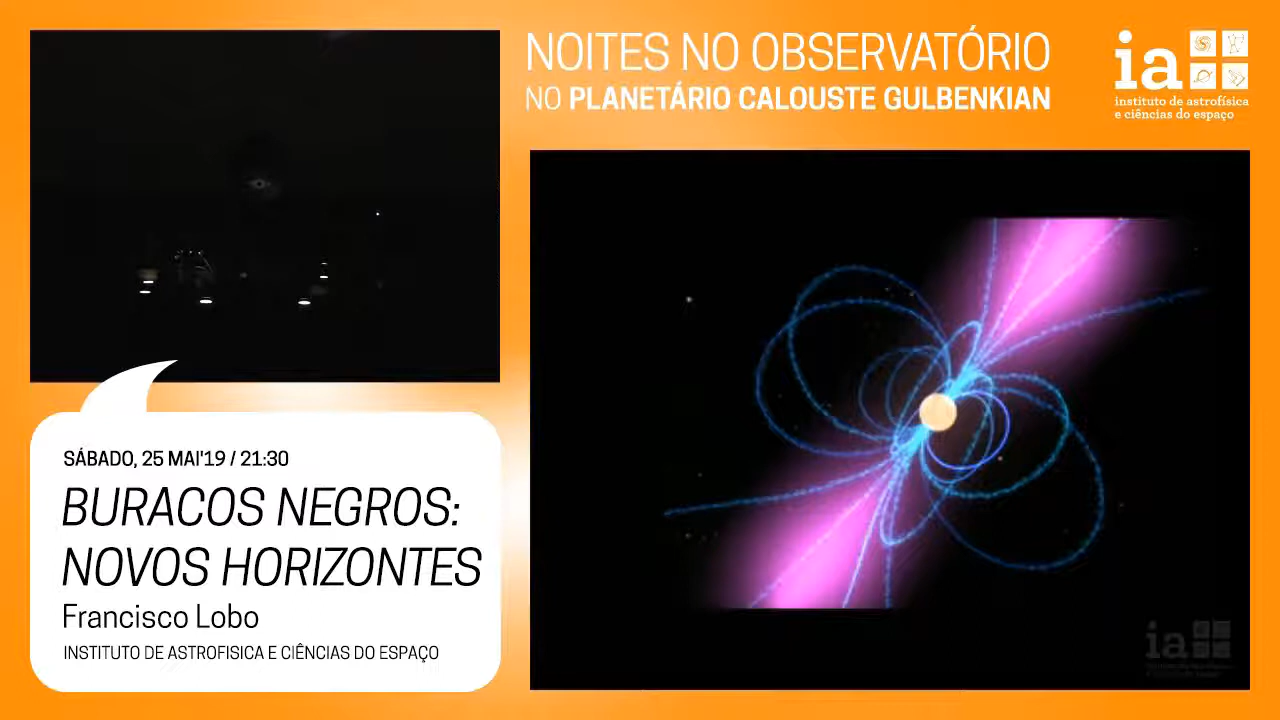 NOITES NO OBSERVATÓRIO
NO PLANETÁRIO CALOUSTE GULBENKIAN
ia
instituto de astrofísica
e ciências do espaço
SÁBADO, 25 MAI'19 / 21:30
BURACOS NEGROS:
NOVOS HORIZONTES
Francisco Lobo
INSTITUTO DE ASTROFISICA E CIÊNCIAS DO ESPAÇO
ia